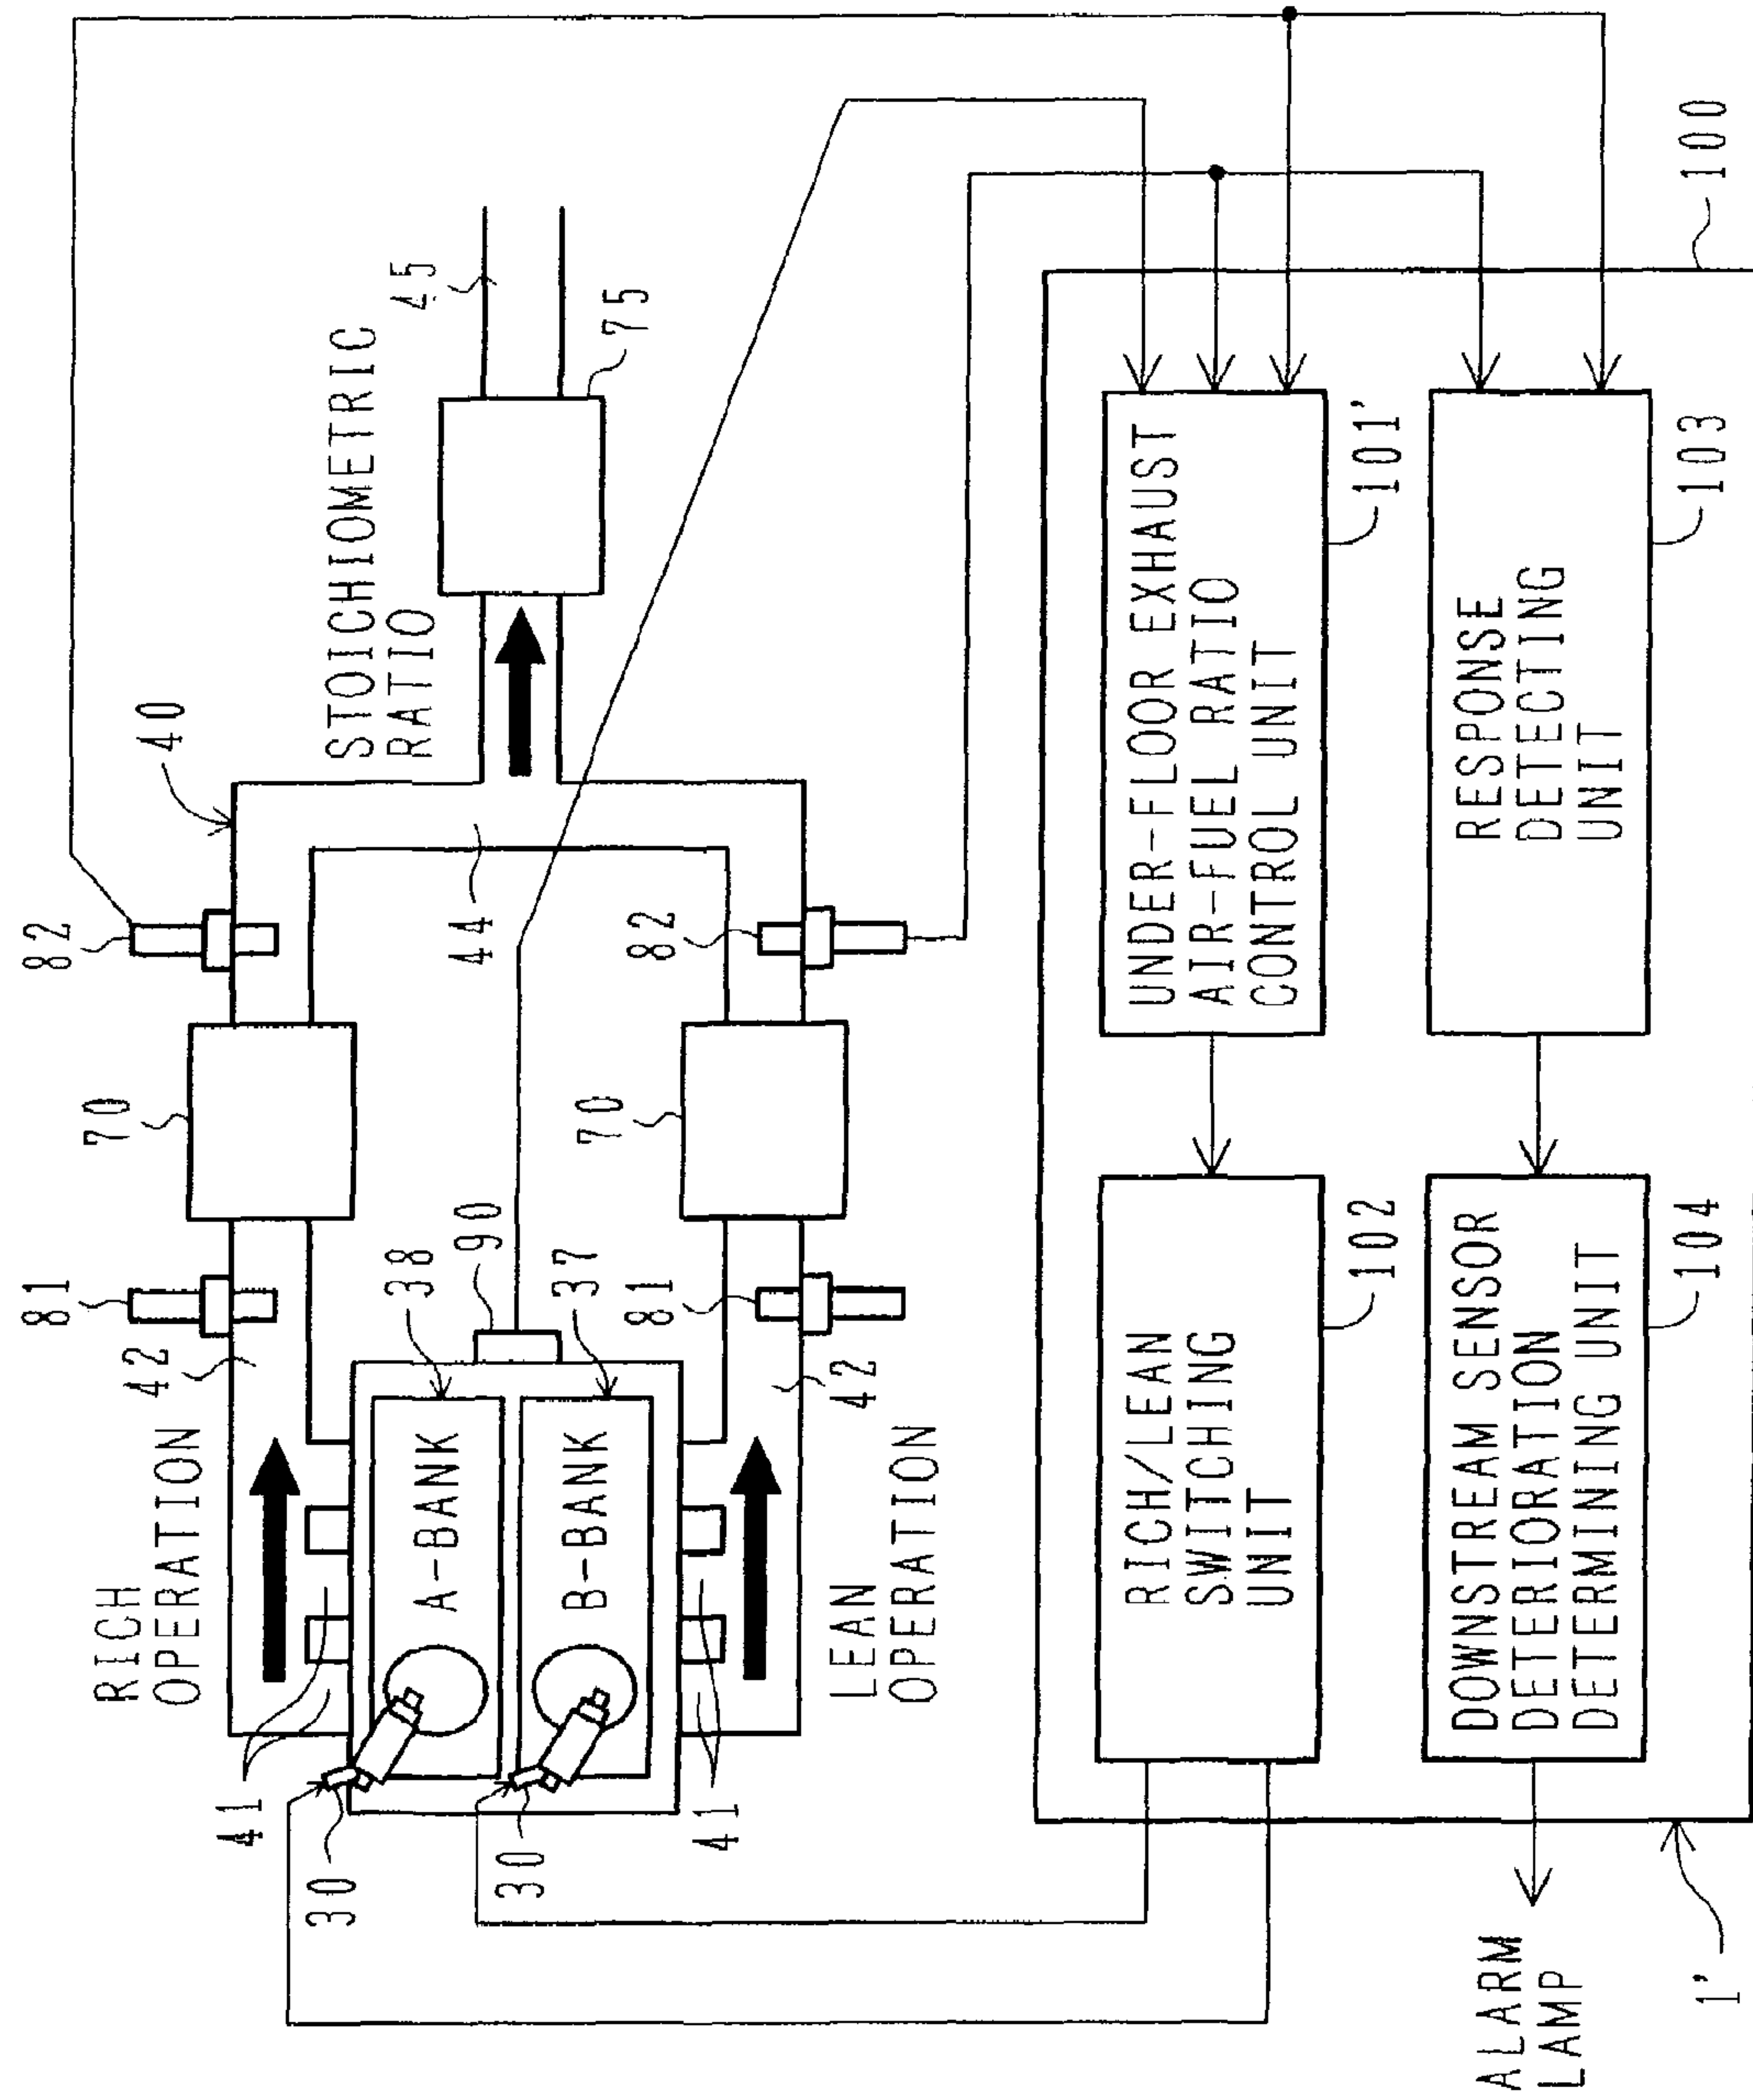 RICH
OPERATION
42
81
70
82
40
STOICHIOMETRIC
RATIO
45
75
41
30
A-BANK
38
90
44
30
B-BANK
37
41
81
70
82
42
LEAN
OPERATION
RICH/LEAN
SWITCHING
UNIT
102
UNDER-FLOOR EXHAUST
AIR-FUEL RATIO
CONTROL UNIT
101'
DOWNSTREAM SENSOR
DETERIORATION
DETERMINING UNIT
104
RESPONSE
DETECTING
UNIT
103
100
ALARM
LAMP
1'